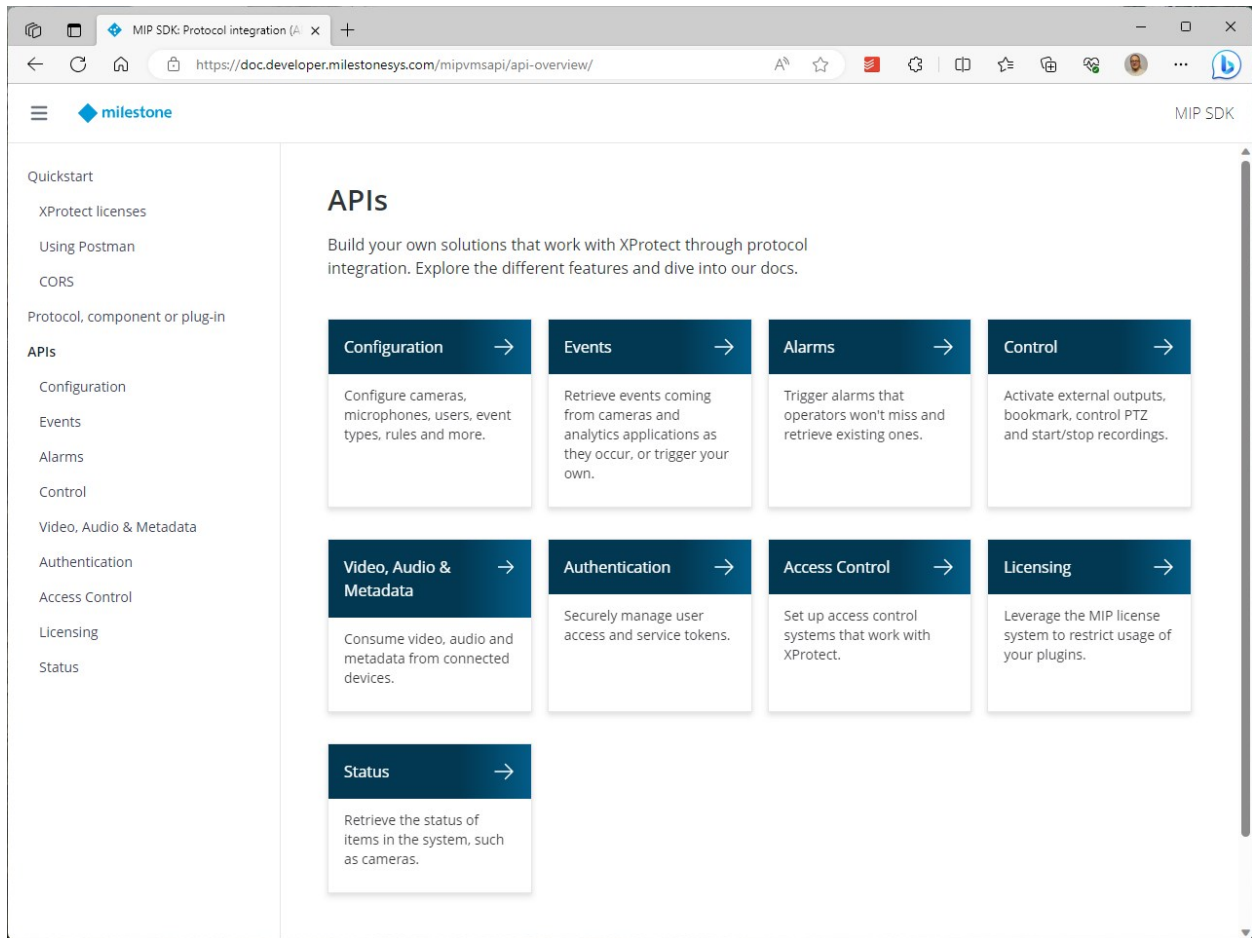 MIP SDK: Protocol integration (A
https://doc.developer.milestonesys.com/mipvmsapi/api-overview/
milestone
MIP SDK
Quickstart
XProtect licenses
Using Postman
CORS
Protocol, component or plug-in
APIs
Configuration
Events
Alarms
Control
Video, Audio & Metadata
Authentication
Access Control
Licensing
Status
APIs
Build your own solutions that work with XProtect through protocol
integration. Explore the different features and dive into our docs.
Configuration
Configure cameras,
microphones, users, event
types, rules and more.
Events
Retrieve events coming
from cameras and
analytics applications as
they occur, or trigger your
own.
Alarms
Trigger alarms that
operators won't miss and
retrieve existing ones.
Control
Activate external outputs,
bookmark, control PTZ
and start/stop recordings.
Video, Audio &
Metadata
Consume video, audio and
metadata from connected
devices.
Authentication
Securely manage user
access and service tokens.
Access Control
Set up access control
systems that work with
XProtect.
Licensing
Leverage the MIP license
system to restrict usage of
your plugins.
Status
Retrieve the status of
items in the system, such
as cameras.